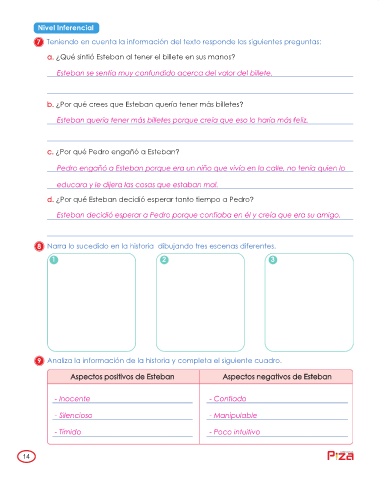 Nivel Inferencial
7 Teniendo en cuenta la información del texto responde las siguientes preguntas:
a. ¿Qué sintió Esteban al tener el billete en sus manos?
Esteban se sentía muy confundido acerca del valor del billete.
b. ¿Por qué crees que Esteban quería tener más billetes?
Esteban quería tener más billetes porque creía que eso lo haría más feliz.
c. ¿Por qué Pedro engañó a Esteban?
Pedro engañó a Esteban porque era un niño que vivía en la calle, no tenía quien lo
educara y le dijera las cosas que estaban mal.
d. ¿Por qué Esteban decidió esperar tanto tiempo a Pedro?
Esteban decidió esperar a Pedro porque confiaba en él y creía que era su amigo.
8 Narra lo sucedido en la historia dibujando tres escenas diferentes.
1 2 3
9 Analiza la información de la historia y completa el siguiente cuadro.
Aspectos positivos de Esteban Aspectos negativos de Esteban
- Inocente - Confiado
- Silencioso - Manipulable
- Tímido - Poco intuitivo
14